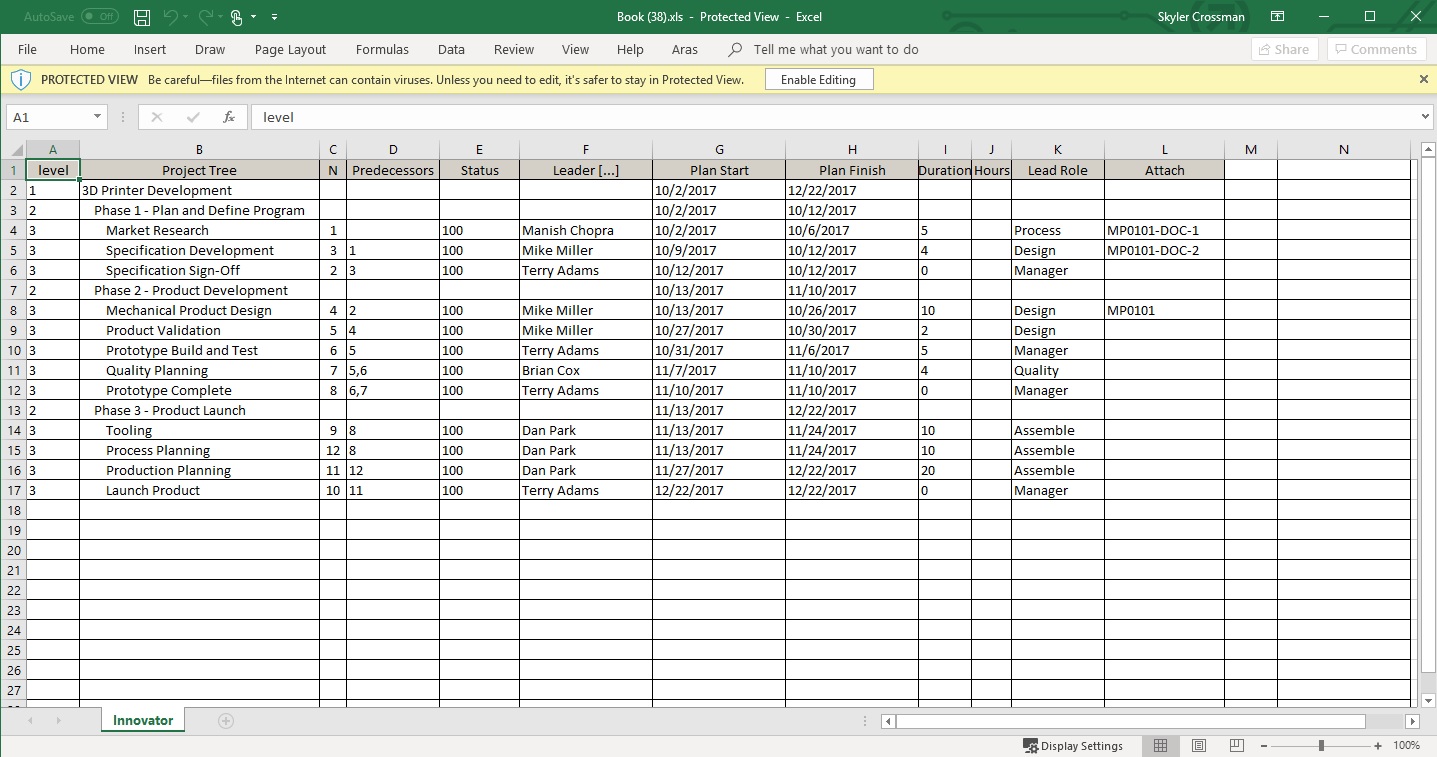 AutoSave Off Book (38).xls - Protected View - Excel Skyler Crossman
File Home Insert Draw Page Layout Formulas Data Review View Help Aras Tell me what you want to do Share Comments
PROTECTED VIEW Be careful—files from the Internet can contain viruses. Unless you need to edit, it's safer to stay in Protected View. Enable Editing
A1 fx level
A B C D E F G H I J K L M N
1 level Project Tree N Predecessors Status Leader [...] Plan Start Plan Finish Duration Hours Lead Role Attach
2 1 3D Printer Development 10/2/2017 12/22/2017
3 2 Phase 1 - Plan and Define Program 10/2/2017 10/12/2017
4 3 Market Research 1 100 Manish Chopra 10/2/2017 10/6/2017 5 Process MP0101-DOC-1
5 3 Specification Development 3 1 100 Mike Miller 10/9/2017 10/12/2017 4 Design MP0101-DOC-2
6 3 Specification Sign-Off 2 3 100 Terry Adams 10/12/2017 10/12/2017 0 Manager
7 2 Phase 2 - Product Development 10/13/2017 11/10/2017
8 3 Mechanical Product Design 4 2 100 Mike Miller 10/13/2017 10/26/2017 10 Design MP0101
9 3 Product Validation 5 4 100 Mike Miller 10/27/2017 10/30/2017 2 Design
10 3 Prototype Build and Test 6 5 100 Terry Adams 10/31/2017 11/6/2017 5 Manager
11 3 Quality Planning 7 5,6 100 Brian Cox 11/7/2017 11/10/2017 4 Quality
12 3 Prototype Complete 8 6,7 100 Terry Adams 11/10/2017 11/10/2017 0 Manager
13 2 Phase 3 - Product Launch 11/13/2017 12/22/2017
14 3 Tooling 9 8 100 Dan Park 11/13/2017 11/24/2017 10 Assemble
15 3 Process Planning 12 8 100 Dan Park 11/13/2017 11/24/2017 10 Assemble
16 3 Production Planning 11 12 100 Dan Park 11/27/2017 12/22/2017 20 Assemble
17 3 Launch Product 10 11 100 Terry Adams 12/22/2017 12/22/2017 0 Manager
18
19
20
21
22
23
24
25
26
27
Innovator
Display Settings 100%